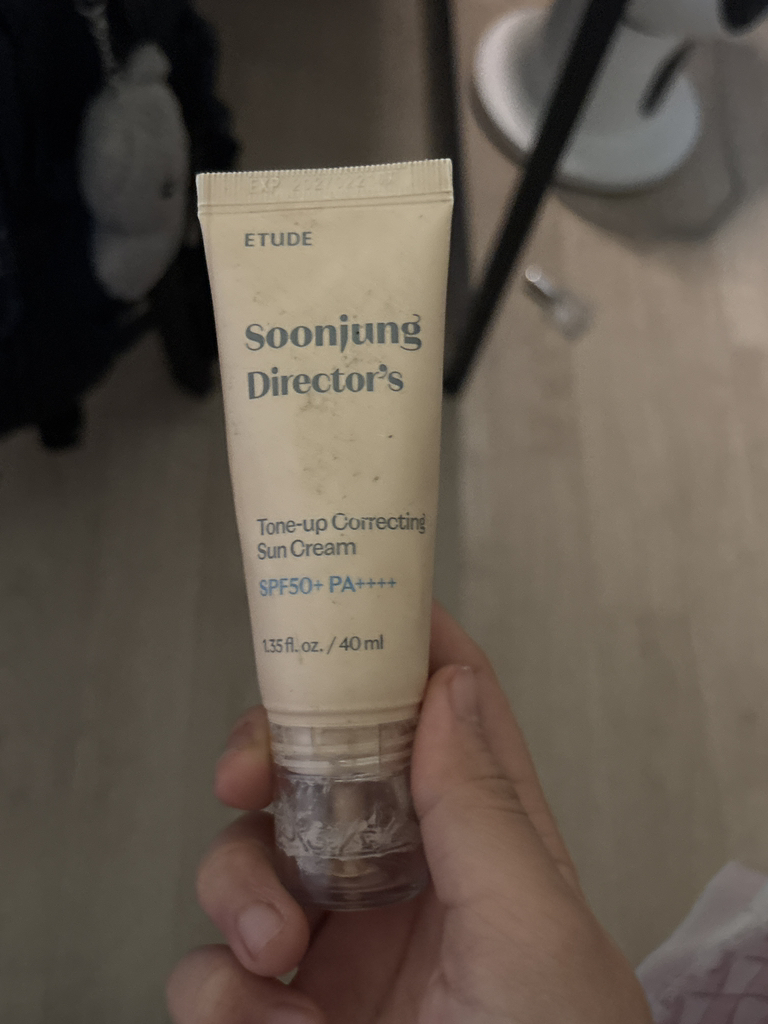 ETUDE
Soonjung
Director's
Tone-up Correcting
Sun Cream
SPF50+ PA++++
1.35 fl. oz. / 40 ml